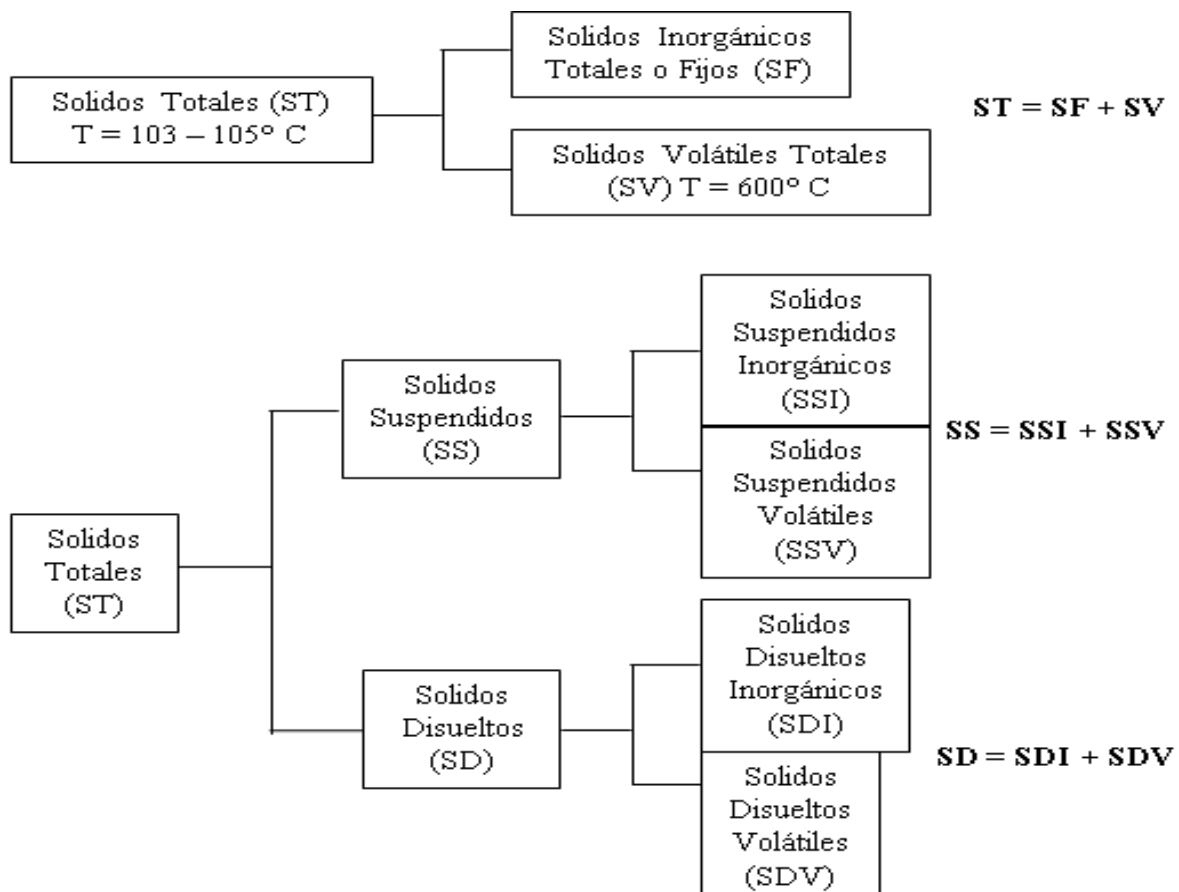 Solidos Inorgánicos
Totales o Fijos (SF)
Solidos Totales (ST)
T = 103 – 105° C
ST = SF + SV
Solidos Volátiles Totales
(SV) T = 600° C
Solidos
Suspendidos
Inorgánicos
(SSI)
Solidos
Suspendidos
(SS)
SS = SSI + SSV
Solidos
Suspendidos
Volátiles
(SSV)
Solidos
Totales
(ST)
Solidos
Disueltos
Inorgánicos
(SDI)
Solidos
Disueltos
(SD)
SD = SDI + SDV
Solidos
Disueltos
Volátiles
(SDV)